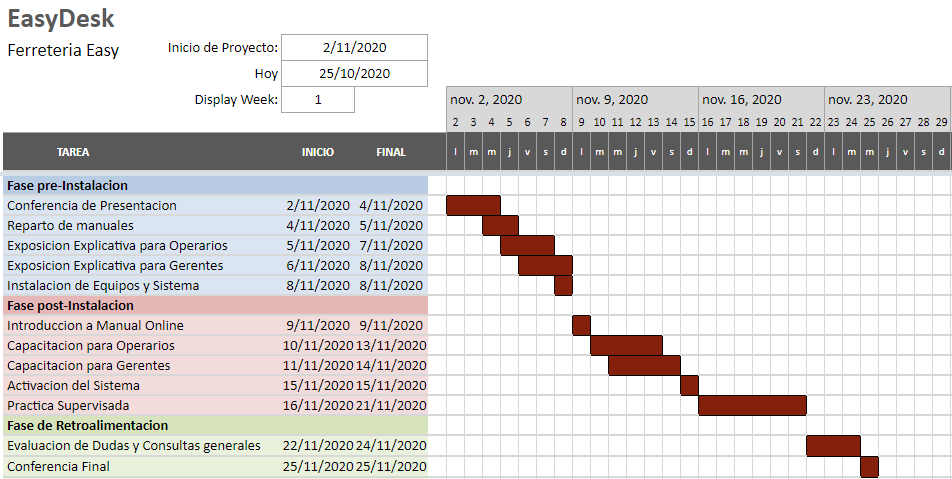 EasyDesk
Ferreteria Easy
Inicio de Proyecto: 2/11/2020
Hoy 25/10/2020
Display Week: 1
nov. 2, 2020 nov. 9, 2020 nov. 16, 2020 nov. 23, 2020
2 3 4 5 6 7 8 9 10 11 12 13 14 15 16 17 18 19 20 21 22 23 24 25 26 27 28 29
TAREA INICIO FINAL l m m j v s d l m m j v s d l m m j v s d l m m j v s d
Fase pre-Instalacion
Conferencia de Presentacion 2/11/2020 4/11/2020
Reparto de manuales 4/11/2020 5/11/2020
Exposicion Explicativa para Operarios 5/11/2020 7/11/2020
Exposicion Explicativa para Gerentes 6/11/2020 8/11/2020
Instalacion de Equipos y Sistema 8/11/2020 8/11/2020
Fase post-Instalacion
Introduccion a Manual Online 9/11/2020 9/11/2020
Capacitacion para Operarios 10/11/2020 13/11/2020
Capacitacion para Gerentes 11/11/2020 14/11/2020
Activacion del Sistema 15/11/2020 15/11/2020
Practica Supervisada 16/11/2020 21/11/2020
Fase de Retroalimentacion
Evaluacion de Dudas y Consultas generales 22/11/2020 24/11/2020
Conferencia Final 25/11/2020 25/11/2020